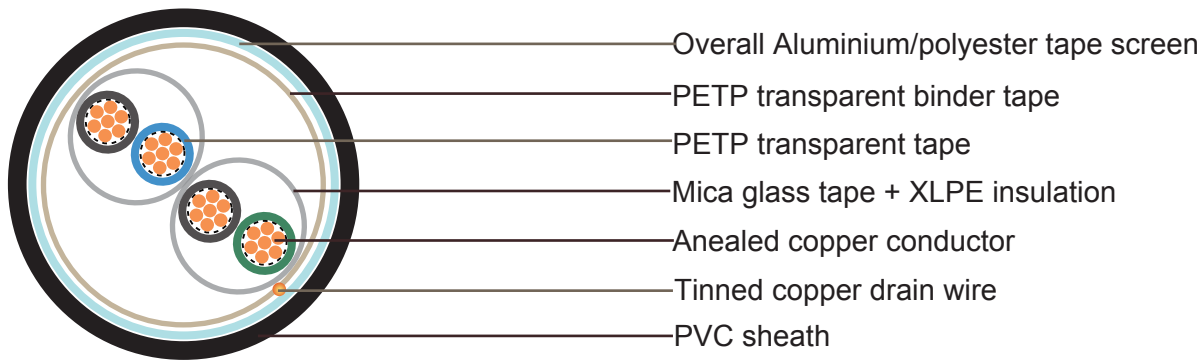 Overall Aluminium/polyester tape screen
PETP transparent binder tape
PETP transparent tape
Mica glass tape + XLPE insulation
Anealed copper conductor
Tinned copper drain wire
PVC sheath